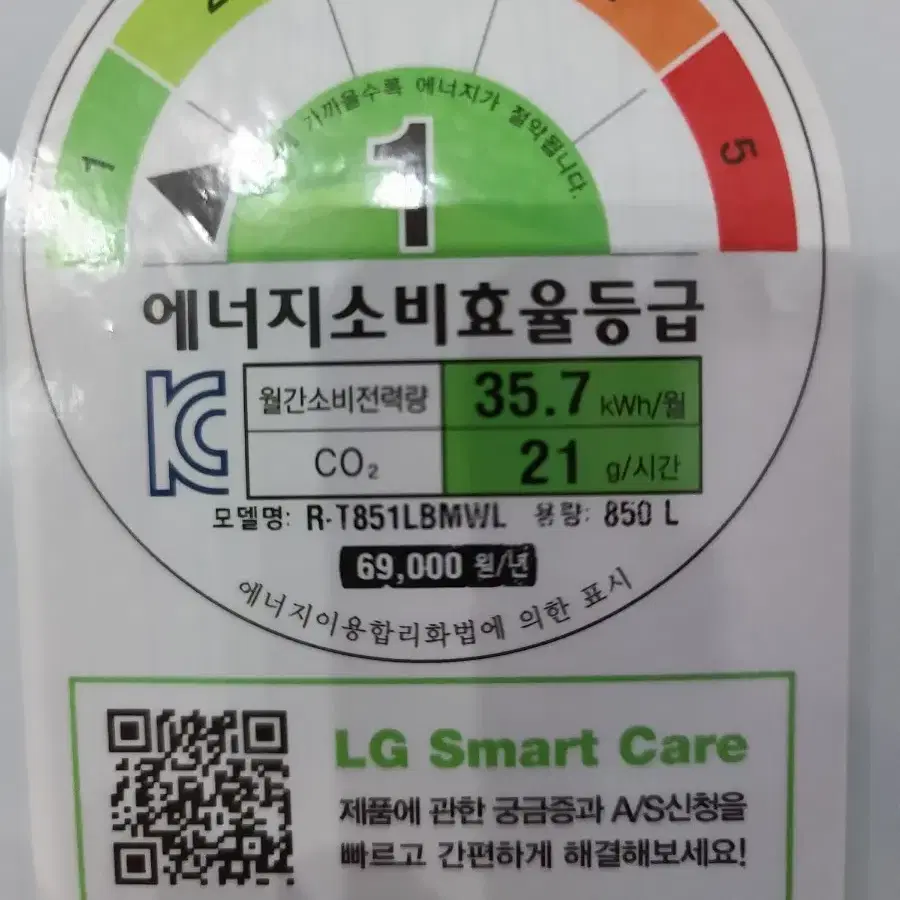 1
5
가까울수록 에너지가 절약됩니다.
1
에너지소비효율등급
월간소비전력량 35.7 kWh/월
CO₂ 21 g/시간
모델명: R-T851LBMWL 용량: 850 L
69,000 원/년
에너지이용합리화법에 의한 표시
LG Smart Care
제품에 관한 궁금증과 A/S신청을
빠르고 간편하게 해결해보세요!